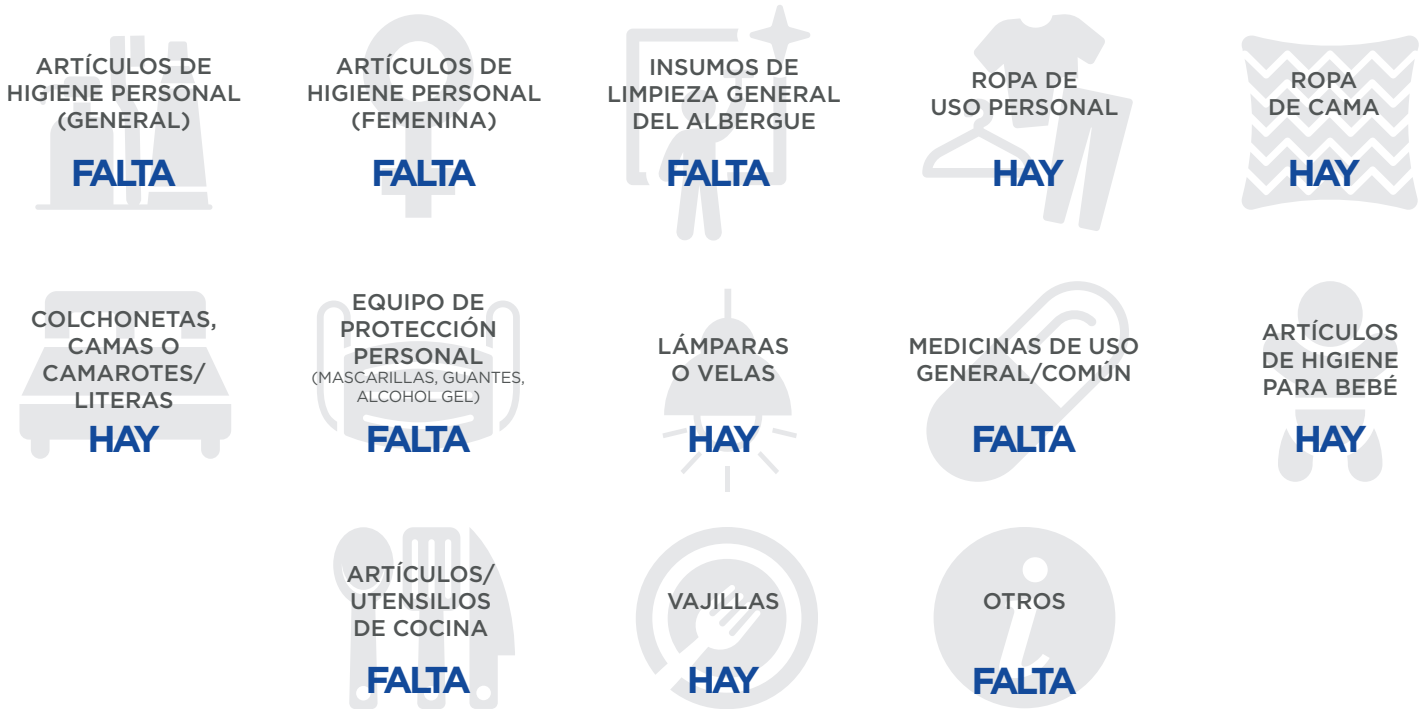 ARTÍCULOS DE
HIGIENE PERSONAL
(GENERAL)
FALTA
ARTÍCULOS DE
HIGIENE PERSONAL
(FEMENINA)
FALTA
INSUMOS DE
LIMPIEZA GENERAL
DEL ALBERGUE
FALTA
ROPA DE
USO PERSONAL
HAY
ROPA
DE CAMA
HAY
COLCHONETAS,
CAMAS O
CAMAROTES/
LITERAS
HAY
EQUIPO DE
PROTECCIÓN
PERSONAL
(MASCARILLAS, GUANTES,
ALCOHOL GEL)
FALTA
LÁMPARAS
O VELAS
HAY
MEDICINAS DE USO
GENERAL/COMÚN
FALTA
ARTÍCULOS
DE HIGIENE
PARA BEBÉ
HAY
ARTÍCULOS/
UTENSILIOS
DE COCINA
FALTA
VAJILLAS
HAY
OTROS
FALTA